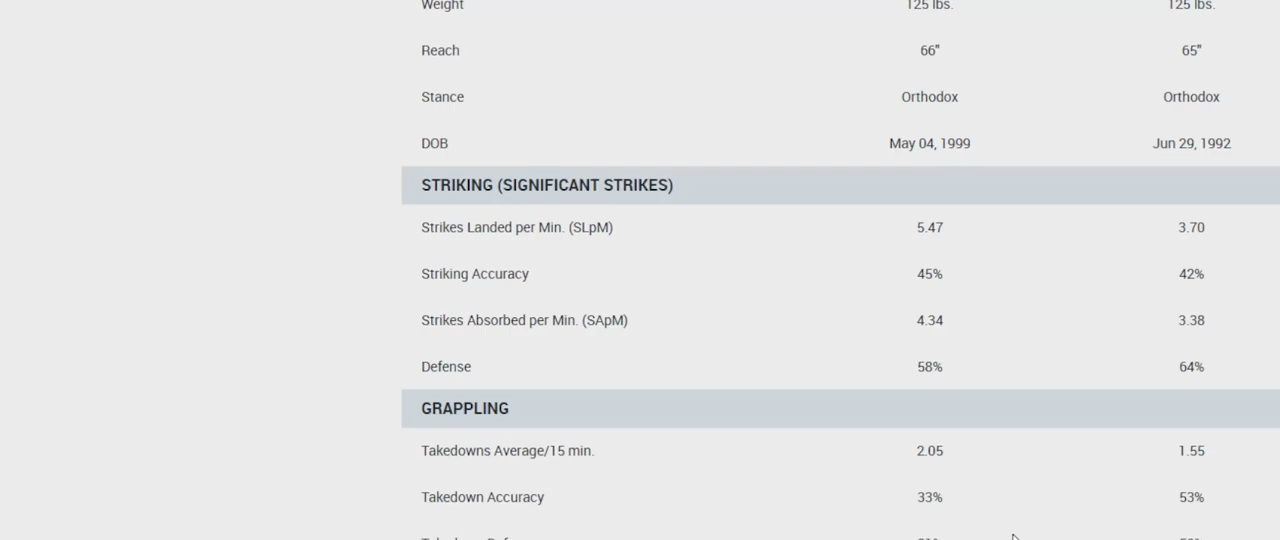 Weight 125 lbs. 125 lbs.
Reach 66" 65"
Stance Orthodox Orthodox
DOB May 04, 1999 Jun 29, 1992
STRIKING (SIGNIFICANT STRIKES)
Strikes Landed per Min. (SLpM) 5.47 3.70
Striking Accuracy 45% 42%
Strikes Absorbed per Min. (SApM) 4.34 3.38
Defense 58% 64%
GRAPPLING
Takedowns Average/15 min. 2.05 1.55
Takedown Accuracy 33% 53%